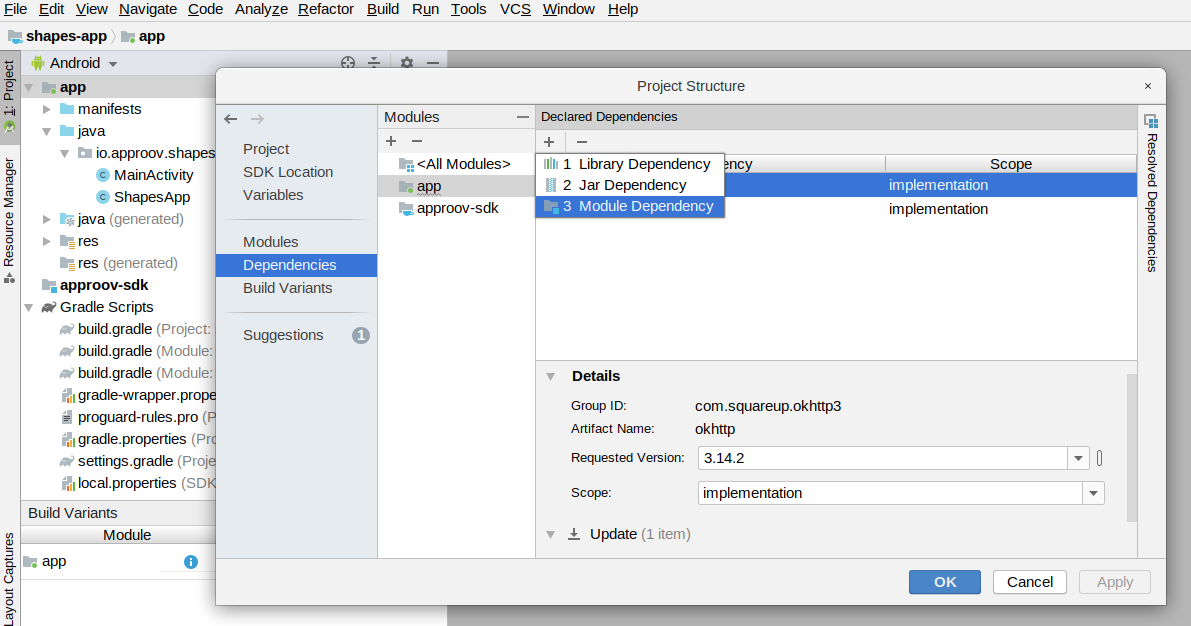 File Edit View Navigate Code Analyze Refactor Build Run Tools VCS Window Help
shapes-app app
1: Project
Resource Manager
Layout Captures
Android
app
manifests
java
io.approov.shapes
MainActivity
ShapesApp
java (generated)
res
res (generated)
approov-sdk
Gradle Scripts
build.gradle (Project:
build.gradle (Module:
build.gradle (Module:
gradle-wrapper.prope
proguard-rules.pro (P
gradle.properties (Pro
settings.gradle (Proje
local.properties (SDK
Build Variants
Module
app
Project Structure
Project
SDK Location
Variables
Modules
Dependencies
Build Variants
Suggestions 1
Modules
<All Modules>
app
approov-sdk
Declared Dependencies
ency Scope
1 Library Dependency
2 Jar Dependency
3 Module Dependency
implementation
implementation
Details
Group ID: com.squareup.okhttp3
Artifact Name: okhttp
Requested Version: 3.14.2
Scope: implementation
Update (1 item)
Resolved Dependencies
OK Cancel Apply